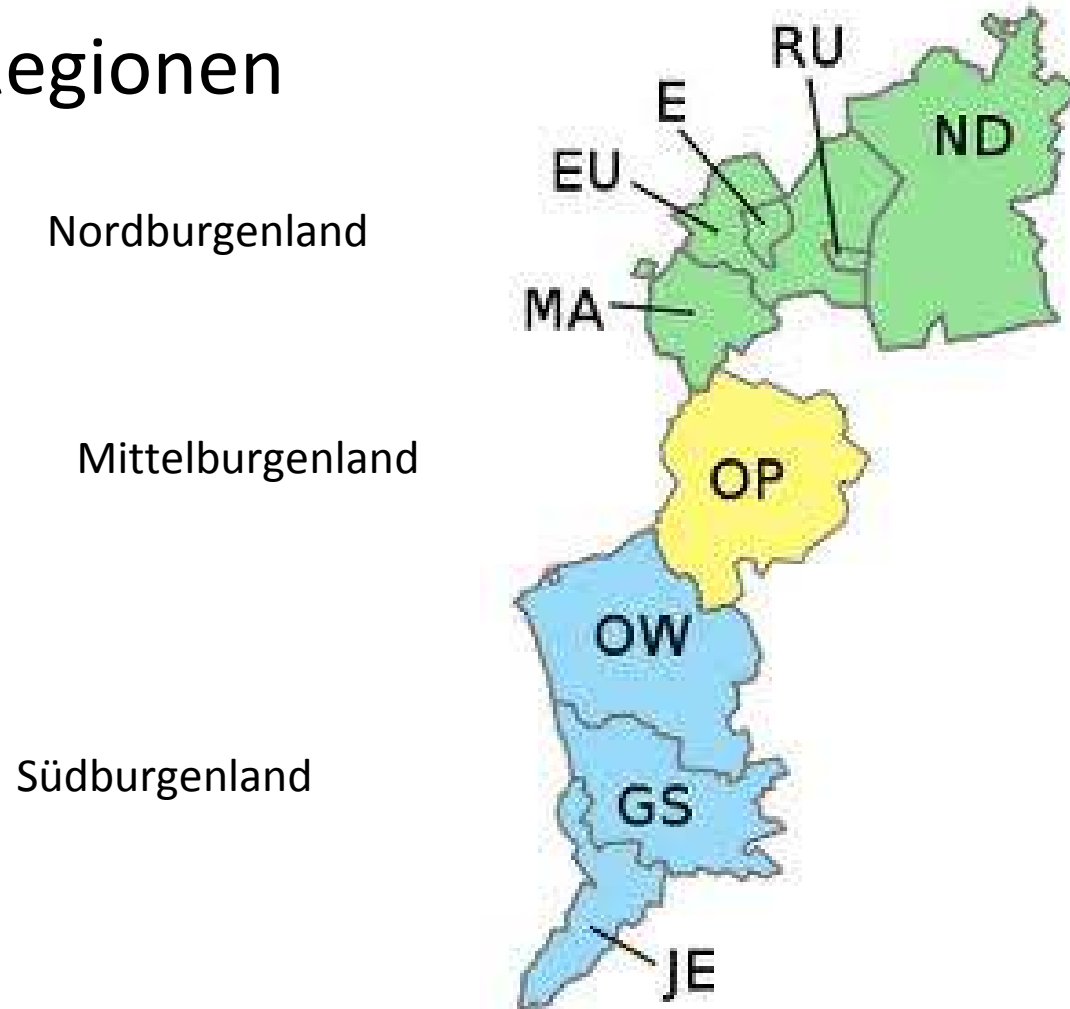 egionen
RU
E
ND
EU
Nordburgenland
MA
Mittelburgenland
OP
OW
Südburgenland
GS
JE